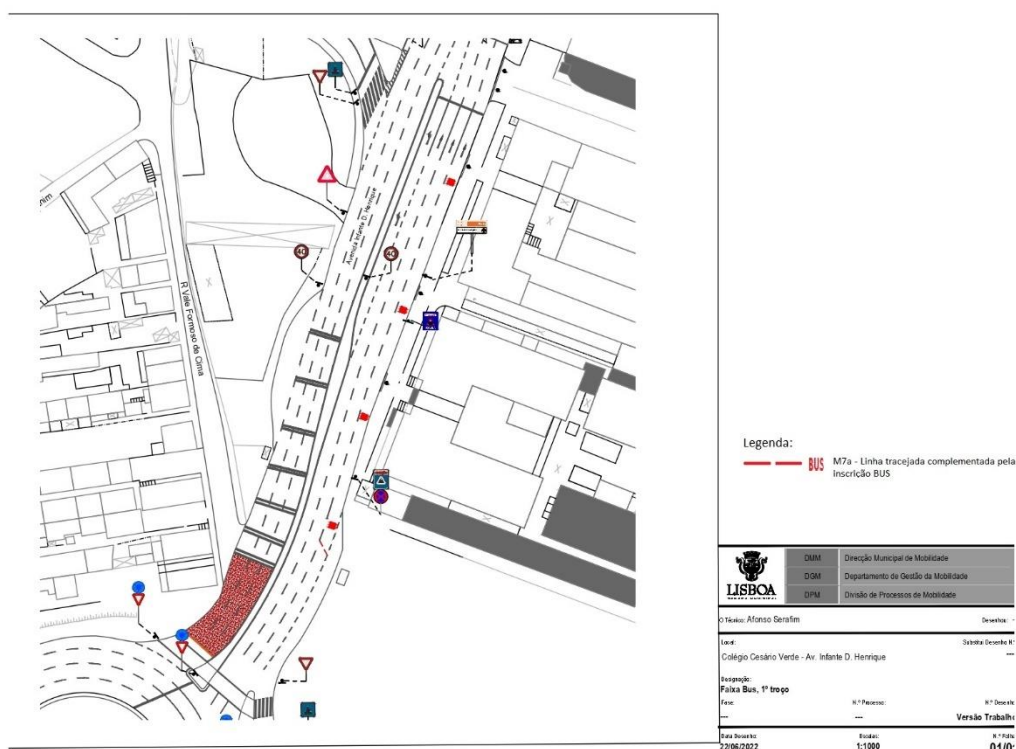 Avenida Infante D. Henrique
40
40
R Vale Formoso de Cima
Legenda:
BUS M7a - Linha tracejada complementada pela
inscrição BUS
LISBOA
DMM Direcção Municipal de Mobilidade
DGM Departamento de Gestão da Mobilidade
DPM Divisão de Processos de Mobilidade
O Técnico: Afonso Serafim
Desenhou: -
Local:
Substitui Desenho N.º
Colégio Cesário Verde - Av. Infante D. Henrique
---
Designação:
Faixa Bus, 1º troço
Fase: N.º Processo: N.º Desenho
--- --- Versão Trabalho
Data Desenho: Escalas: N.º Folha
22/06/2022 1:1000 01/0